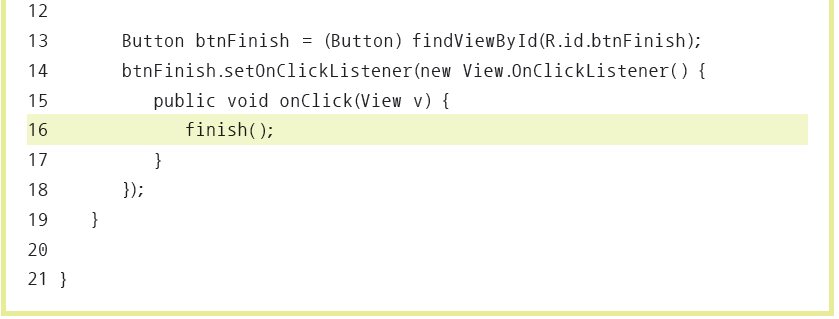 12
13 Button btnFinish = (Button) findViewById(R.id.btnFinish);
14 btnFinish.setOnClickListener(new View.OnClickListener() {
15 public void onClick(View v) {
16 finish();
17 }
18 });
19 }
20
21 }